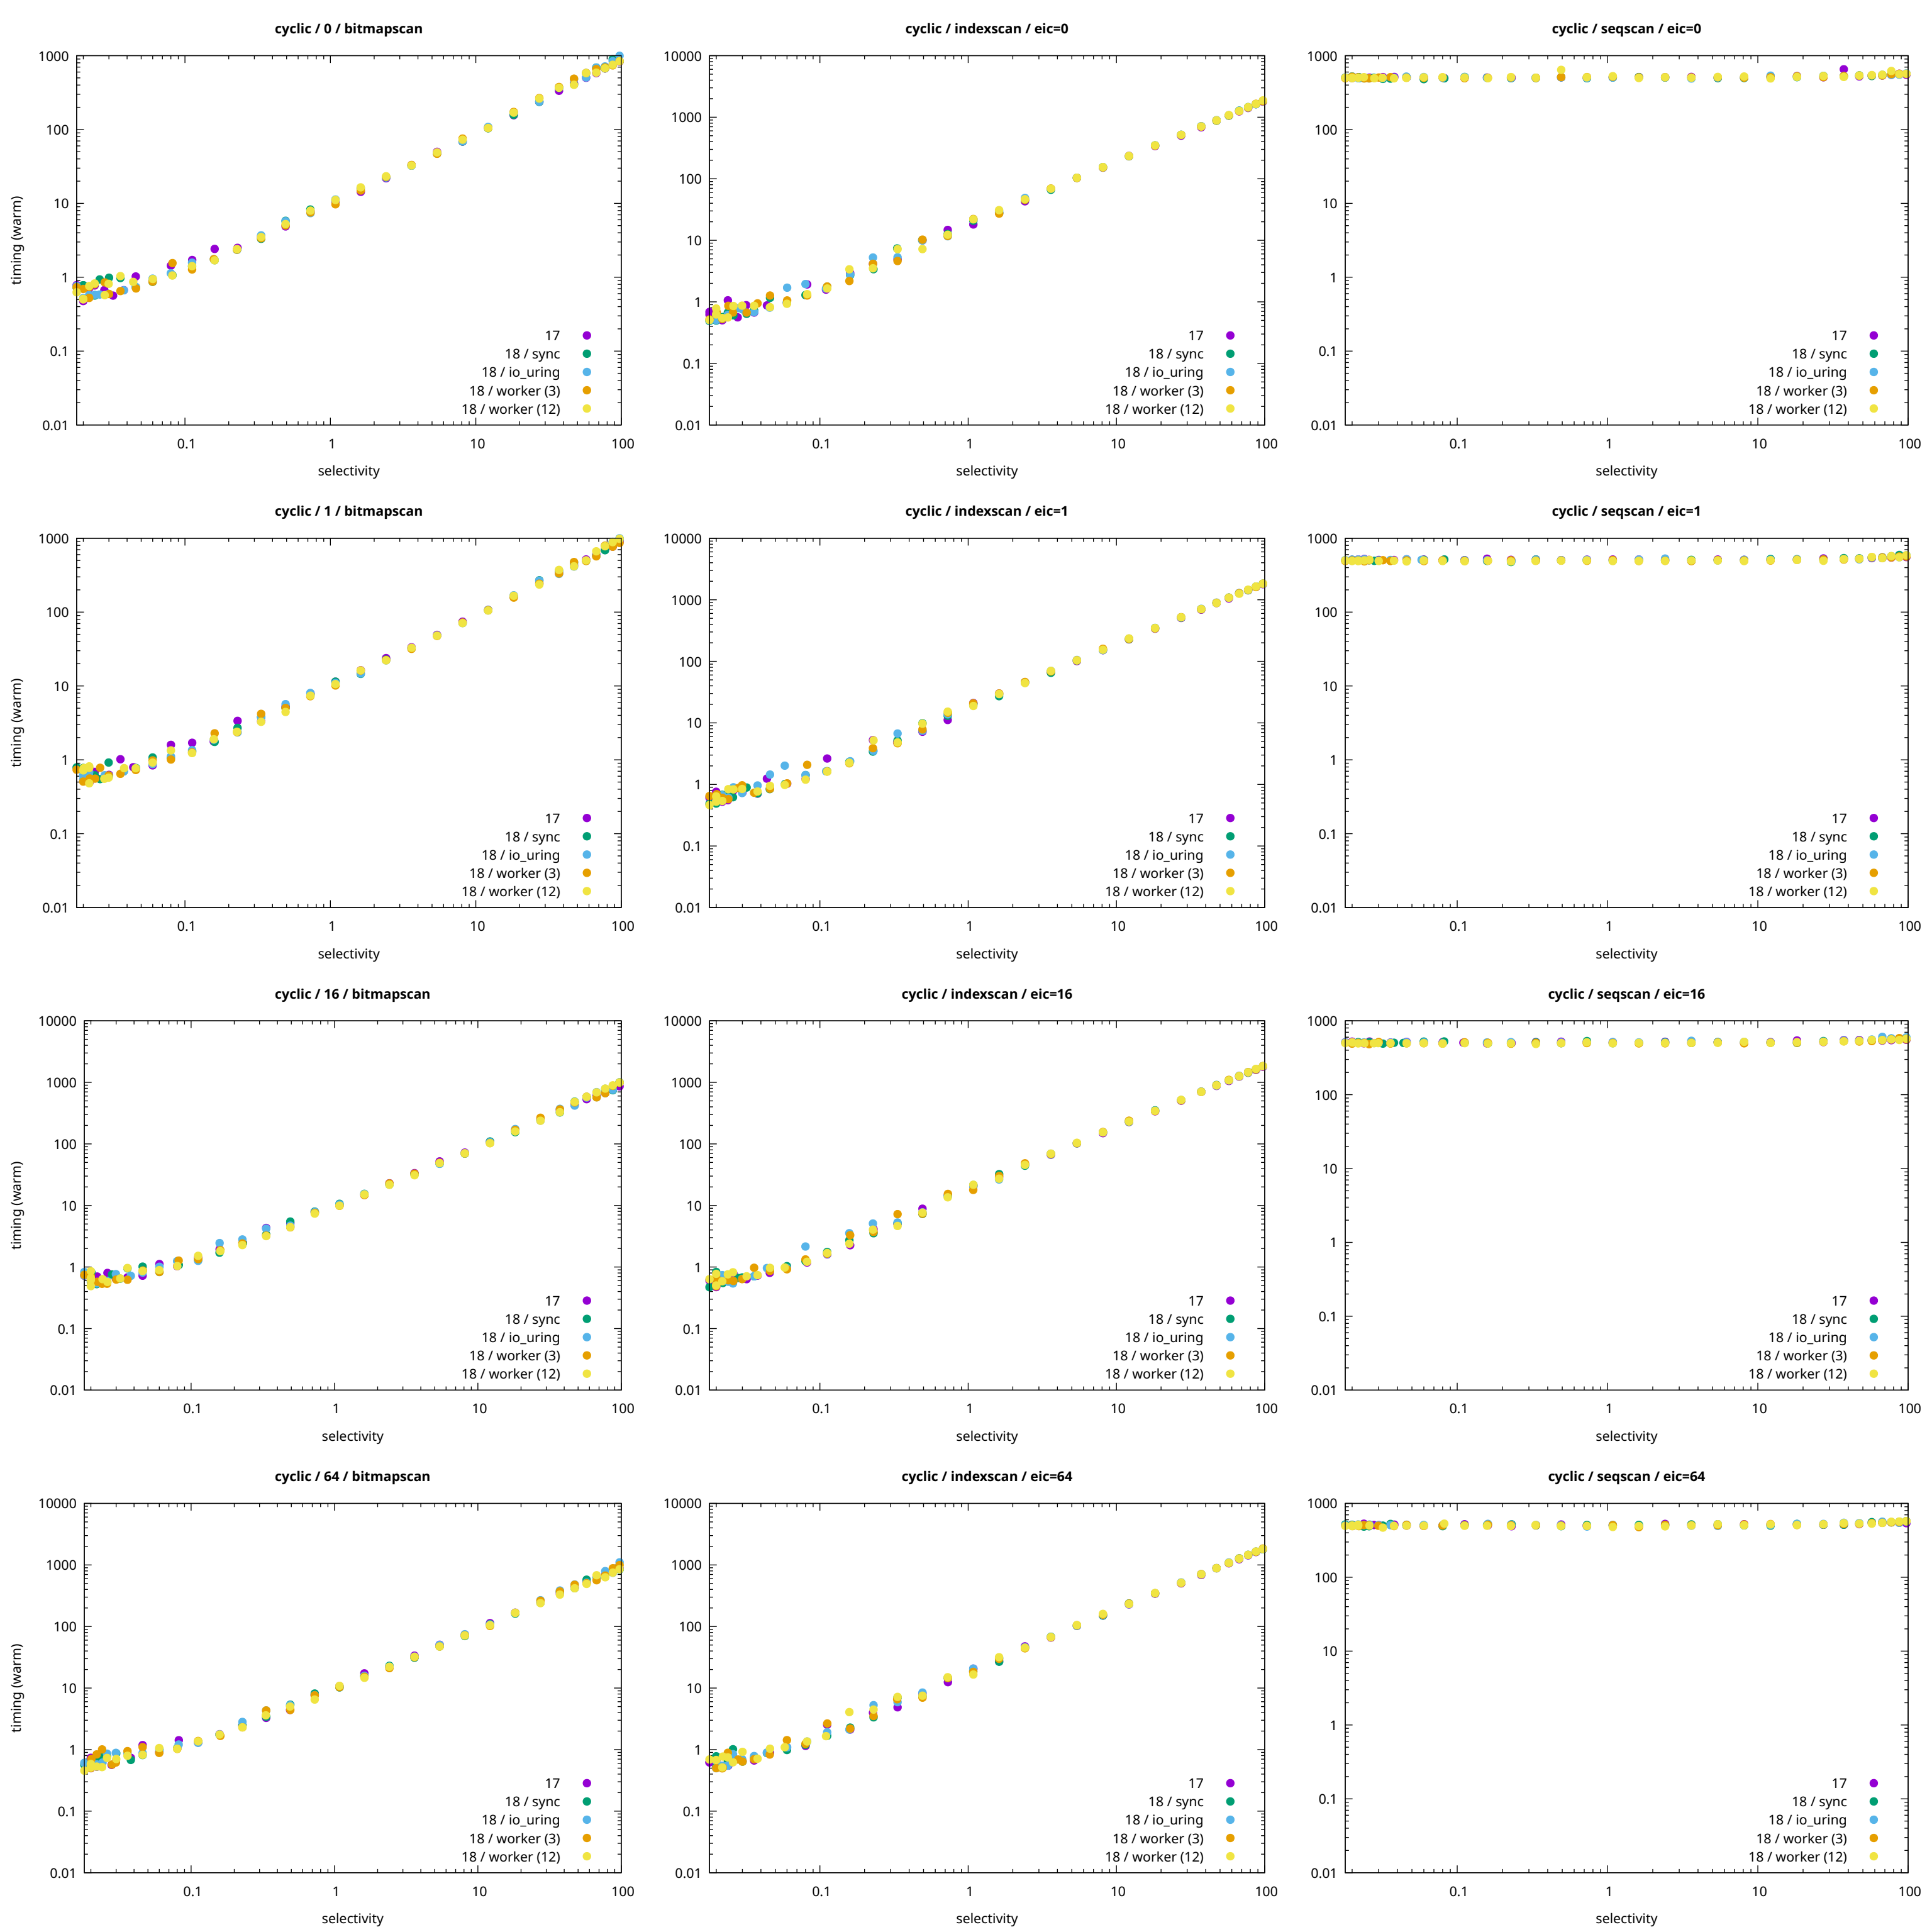 cyclic / 0 / bitmapscan
1000
100
10
1
0.1
0.01
timing (warm)
17
18 / sync
18 / io_uring
18 / worker (3)
18 / worker (12)
0.1 1 10 100
selectivity
cyclic / indexscan / eic=0
10000
1000
100
10
1
0.1
0.01
17
18 / sync
18 / io_uring
18 / worker (3)
18 / worker (12)
0.1 1 10 100
selectivity
cyclic / seqscan / eic=0
1000
100
10
1
0.1
0.01
17
18 / sync
18 / io_uring
18 / worker (3)
18 / worker (12)
0.1 1 10 100
selectivity
cyclic / 1 / bitmapscan
1000
100
10
1
0.1
0.01
timing (warm)
17
18 / sync
18 / io_uring
18 / worker (3)
18 / worker (12)
0.1 1 10 100
selectivity
cyclic / indexscan / eic=1
10000
1000
100
10
1
0.1
0.01
17
18 / sync
18 / io_uring
18 / worker (3)
18 / worker (12)
0.1 1 10 100
selectivity
cyclic / seqscan / eic=1
1000
100
10
1
0.1
0.01
17
18 / sync
18 / io_uring
18 / worker (3)
18 / worker (12)
0.1 1 10 100
selectivity
cyclic / 16 / bitmapscan
10000
1000
100
10
1
0.1
0.01
timing (warm)
17
18 / sync
18 / io_uring
18 / worker (3)
18 / worker (12)
0.1 1 10 100
selectivity
cyclic / indexscan / eic=16
10000
1000
100
10
1
0.1
0.01
17
18 / sync
18 / io_uring
18 / worker (3)
18 / worker (12)
0.1 1 10 100
selectivity
cyclic / seqscan / eic=16
1000
100
10
1
0.1
0.01
17
18 / sync
18 / io_uring
18 / worker (3)
18 / worker (12)
0.1 1 10 100
selectivity
cyclic / 64 / bitmapscan
10000
1000
100
10
1
0.1
0.01
timing (warm)
17
18 / sync
18 / io_uring
18 / worker (3)
18 / worker (12)
0.1 1 10 100
selectivity
cyclic / indexscan / eic=64
10000
1000
100
10
1
0.1
0.01
17
18 / sync
18 / io_uring
18 / worker (3)
18 / worker (12)
0.1 1 10 100
selectivity
cyclic / seqscan / eic=64
1000
100
10
1
0.1
0.01
17
18 / sync
18 / io_uring
18 / worker (3)
18 / worker (12)
0.1 1 10 100
selectivity